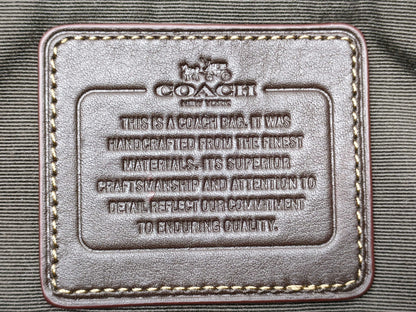 COACH
NEW YORK
THIS IS A COACH BAG. IT WAS
HANDCRAFTED FROM THE FINEST
MATERIALS. ITS SUPERIOR
CRAFTSMANSHIP AND ATTENTION TO
DETAIL REFLECT OUR COMMITMENT
TO ENDURING QUALITY.